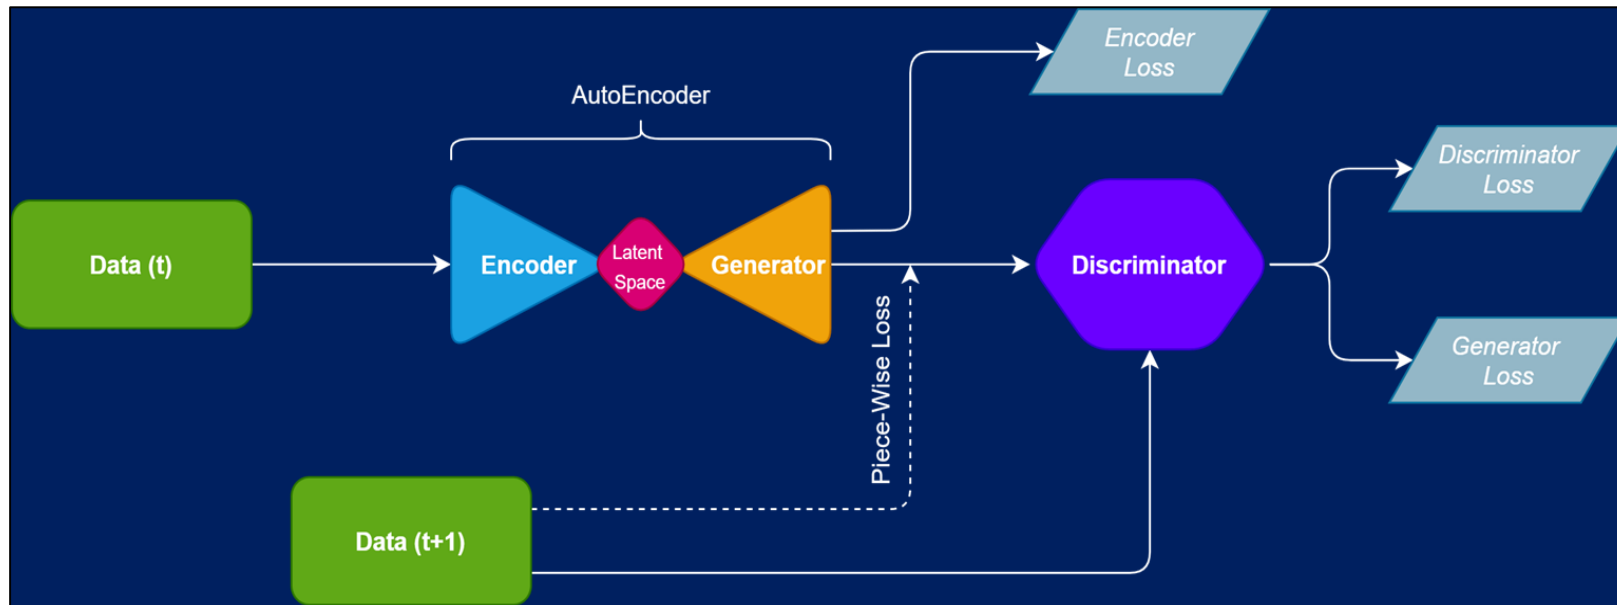 Encoder
Loss
AutoEncoder
Discriminator
Loss
Data (t)
Encoder
Latent
Space
Generator
Discriminator
Piece-Wise Loss
Generator
Loss
Data (t+1)